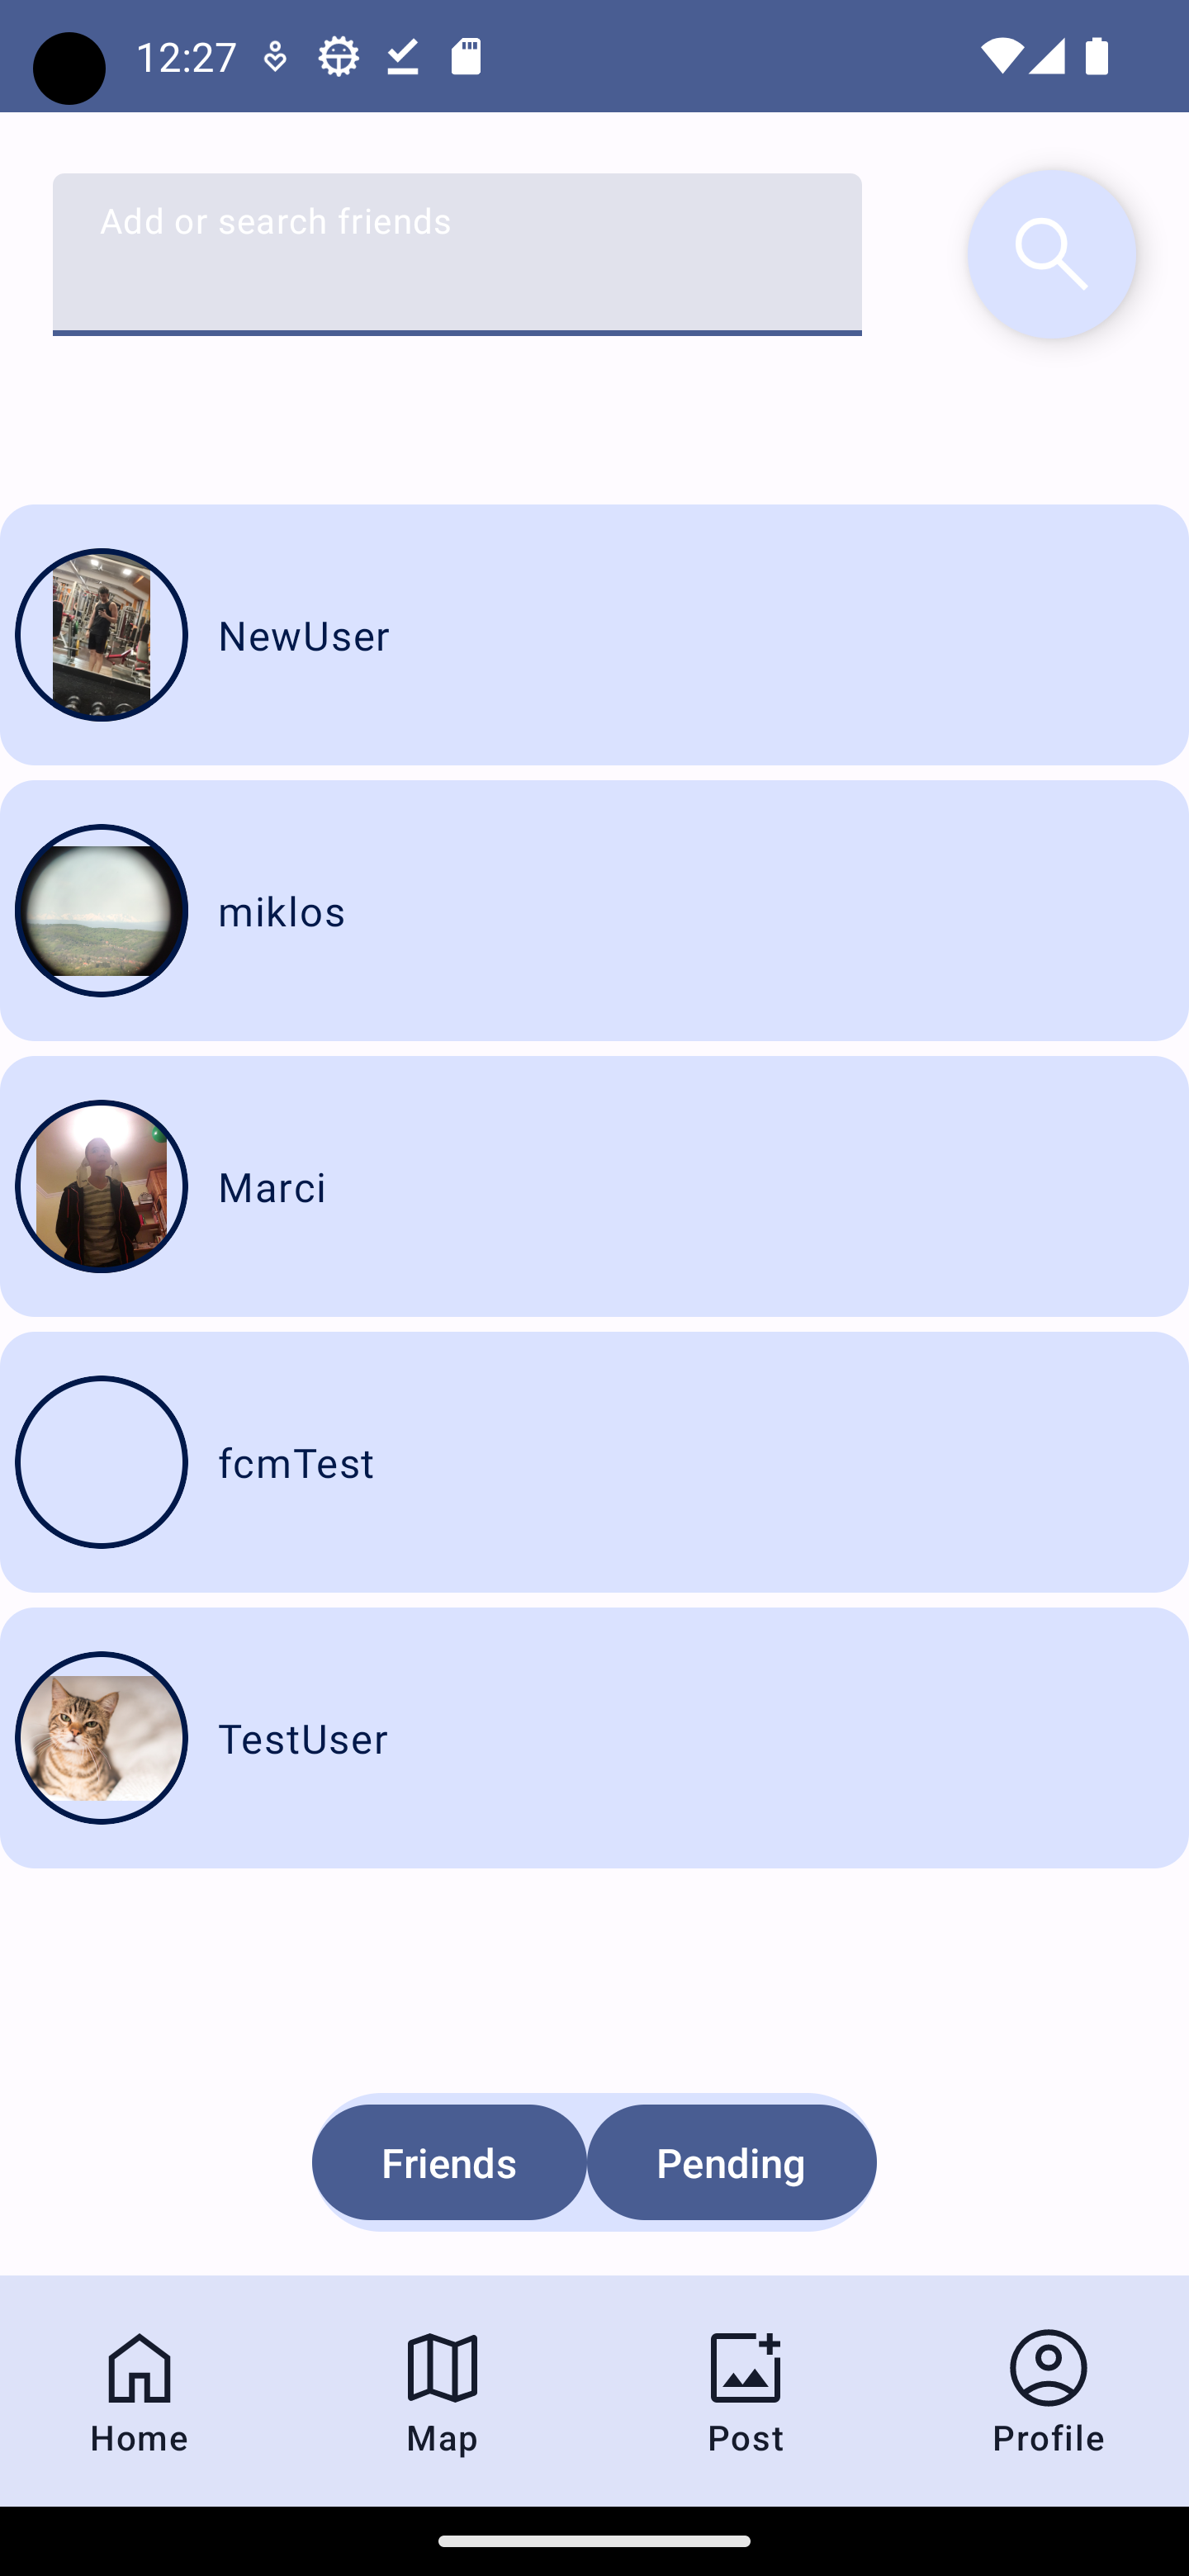 12:27
Add or search friends
NewUser
miklos
Marci
fcmTest
TestUser
Friends
Pending
Home
Map
Post
Profile